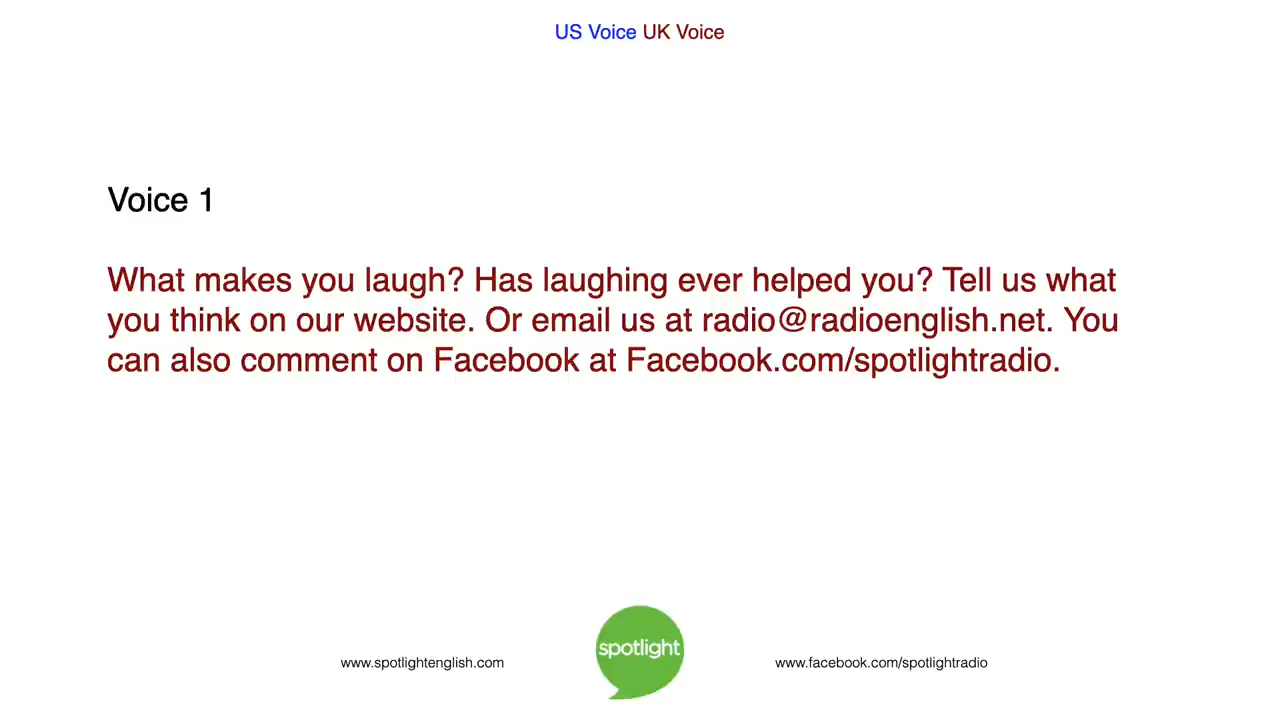 US Voice UK Voice
Voice 1
What makes you laugh? Has laughing ever helped you? Tell us what
you think on our website. Or email us at radio@radioenglish.net. You
can also comment on Facebook at Facebook.com/spotlightradio.
spotlight
www.spotlightenglish.com
www.facebook.com/spotlightradio